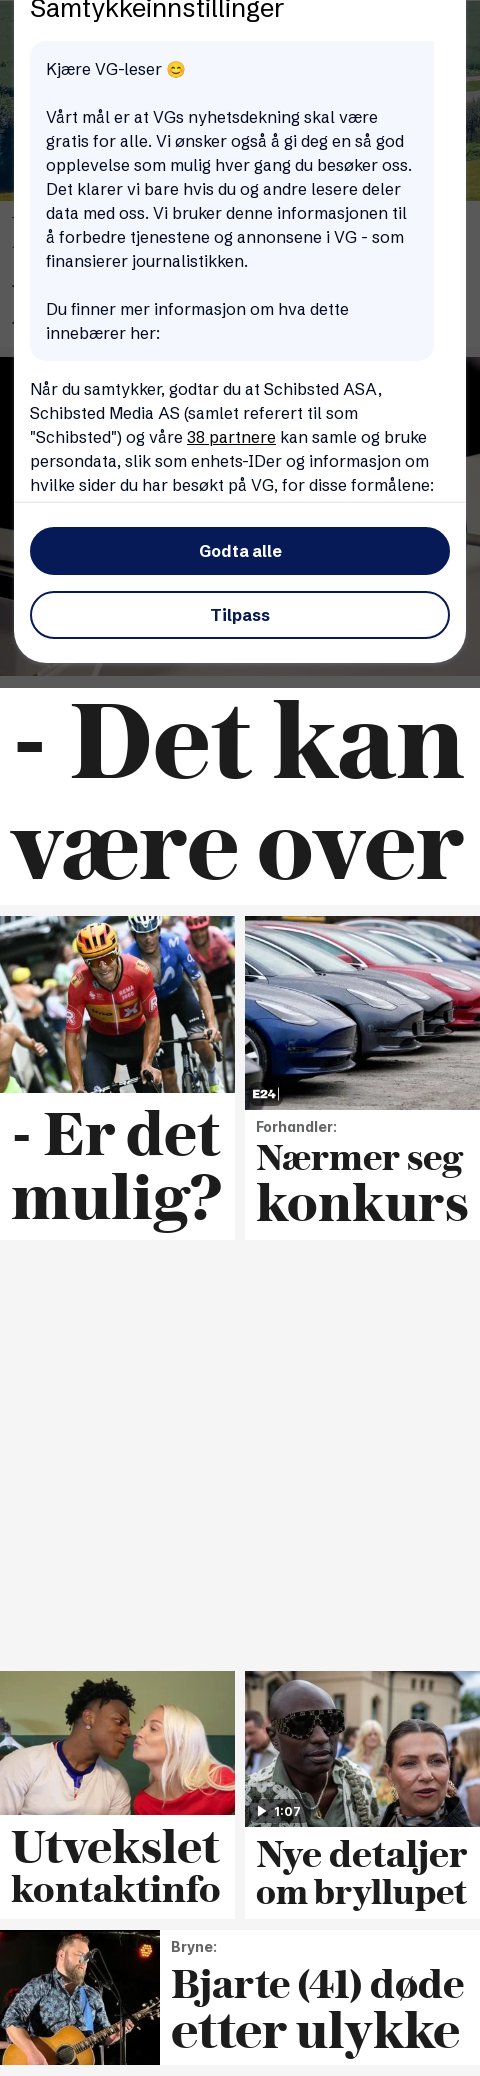 Samtykkeinnstillinger
Kjære VG-leser 😊
Vårt mål er at VGs nyhetsdekning skal være
gratis for alle. Vi ønsker også å gi deg en så god
opplevelse som mulig hver gang du besøker oss.
Det klarer vi bare hvis du og andre lesere deler
data med oss. Vi bruker denne informasjonen til
å forbedre tjenestene og annonsene i VG - som
finansierer journalistikken.
Du finner mer informasjon om hva dette
innebærer her:
Når du samtykker, godtar du at Schibsted ASA,
Schibsted Media AS (samlet referert til som
"Schibsted") og våre 38 partnere kan samle og bruke
persondata, slik som enhets-IDer og informasjon om
hvilke sider du har besøkt på VG, for disse formålene:
Godta alle
Tilpass
- Det kan
være over
- Er det
mulig?
E24
Forhandler:
Nærmer seg
konkurs
Utvekslet
kontaktinfo
1:07
Nye detaljer
om bryllupet
Bryne:
Bjarte (41) døde
etter ulykke